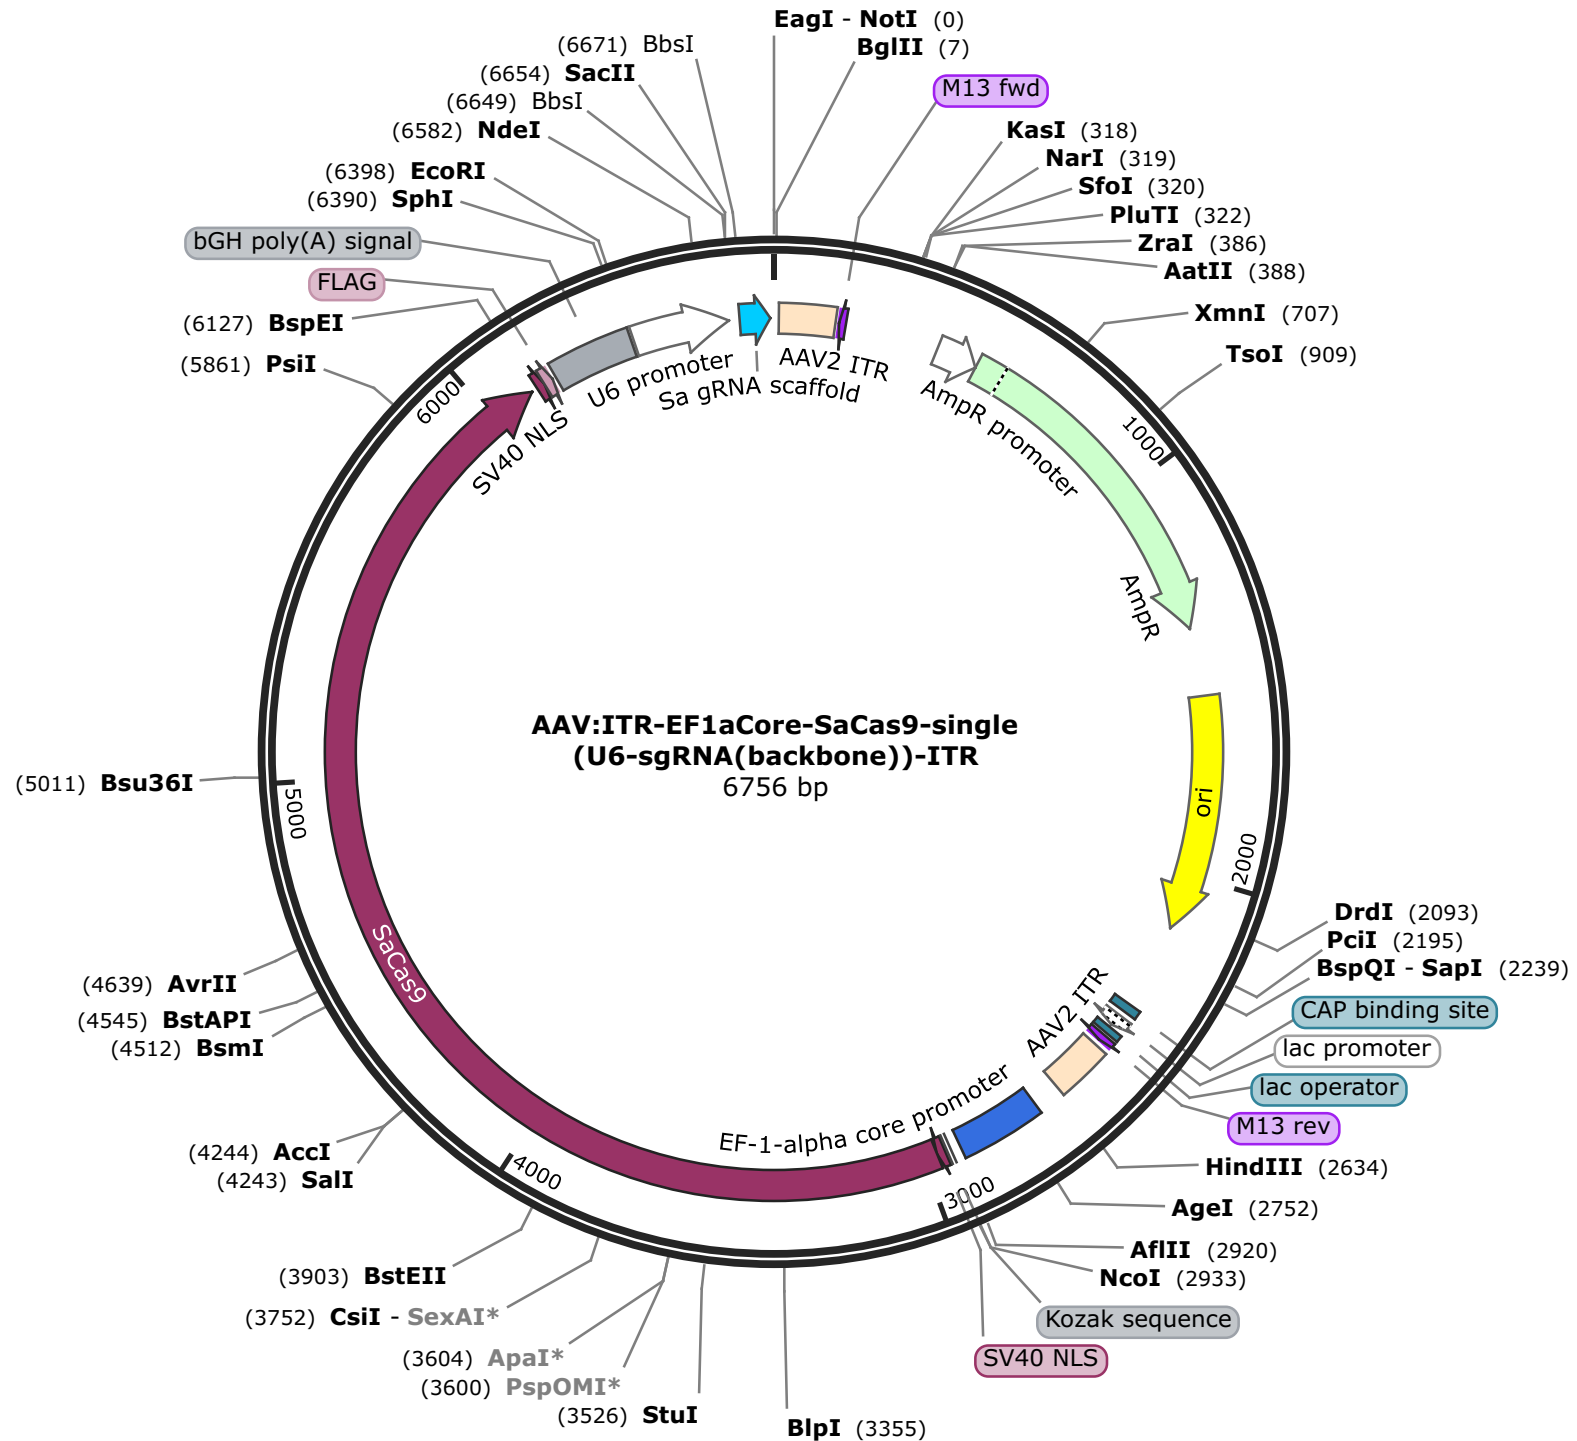 EagI - NotI (0)
BglII (7)
M13 fwd
KasI (318)
NarI (319)
SfoI (320)
PluTI (322)
ZraI (386)
AatII (388)
XmnI (707)
TsoI (909)
(6671) BbsI
(6654) SacII
(6649) BbsI
(6582) NdeI
(6398) EcoRI
(6390) SphI
bGH poly(A) signal
FLAG
(6127) BspEI
(5861) PsiI
6000
1000
U6 promoter
Sa gRNA scaffold
AAV2 ITR
AmpR promoter
AmpR
SV40 NLS
AAV:ITR-EF1aCore-SaCas9-single
(U6-sgRNA(backbone))-ITR
6756 bp
ori
(5011) Bsu36I
5000
2000
DrdI (2093)
PciI (2195)
BspQI - SapI (2239)
CAP binding site
lac promoter
lac operator
M13 rev
HindIII (2634)
AgeI (2752)
AflII (2920)
NcoI (2933)
Kozak sequence
SV40 NLS
AAV2 ITR
EF-1-alpha core promoter
SaCas9
3000
4000
(4639) AvrII
(4545) BstAPI
(4512) BsmI
(4244) AccI
(4243) SalI
(3903) BstEII
(3752) CsiI - SexAI*
(3604) ApaI*
(3600) PspOMI*
(3526) StuI
BlpI (3355)